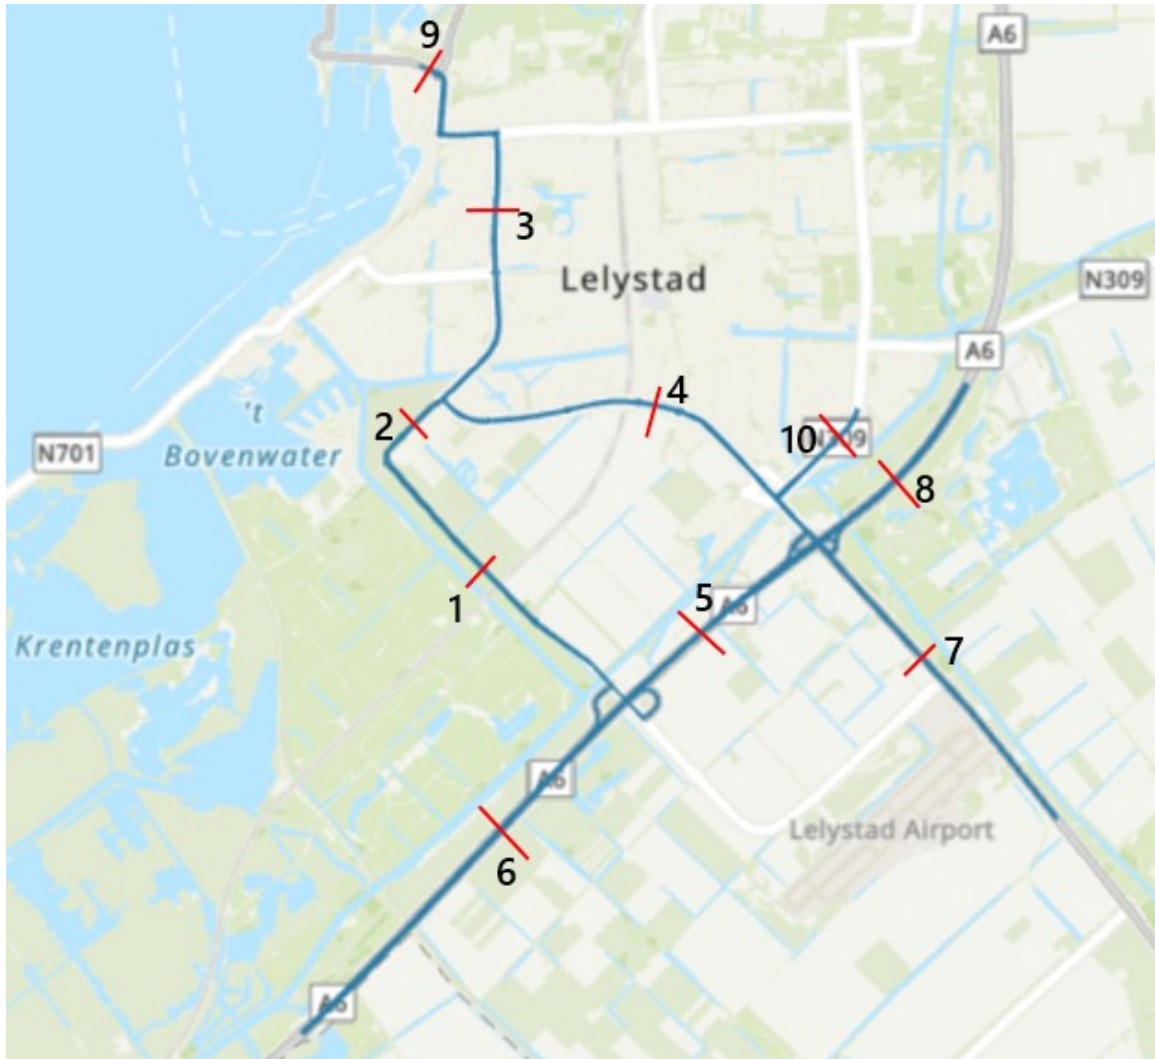 9
A6
3
Lelystad
N309
A6
't
Bovenwater
N701
2
4
10
N309
8
1
5
A6
7
Krentenplas
A6
6
Lelystad Airport
A6